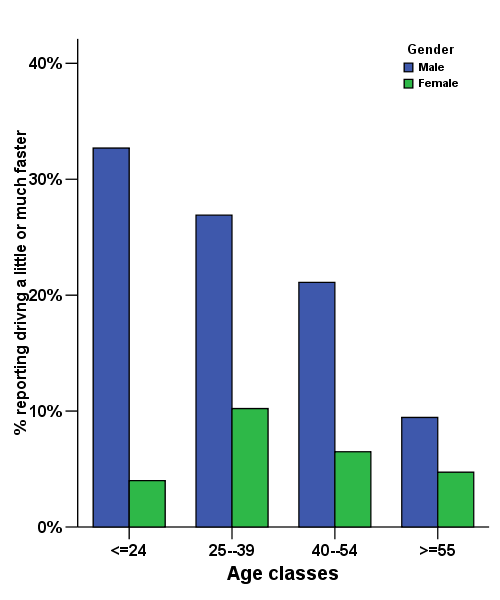 Gender
Male
Female
% reporting drivng a little or much faster
40%
30%
20%
10%
0%
<=24
25--39
40--54
>=55
Age classes